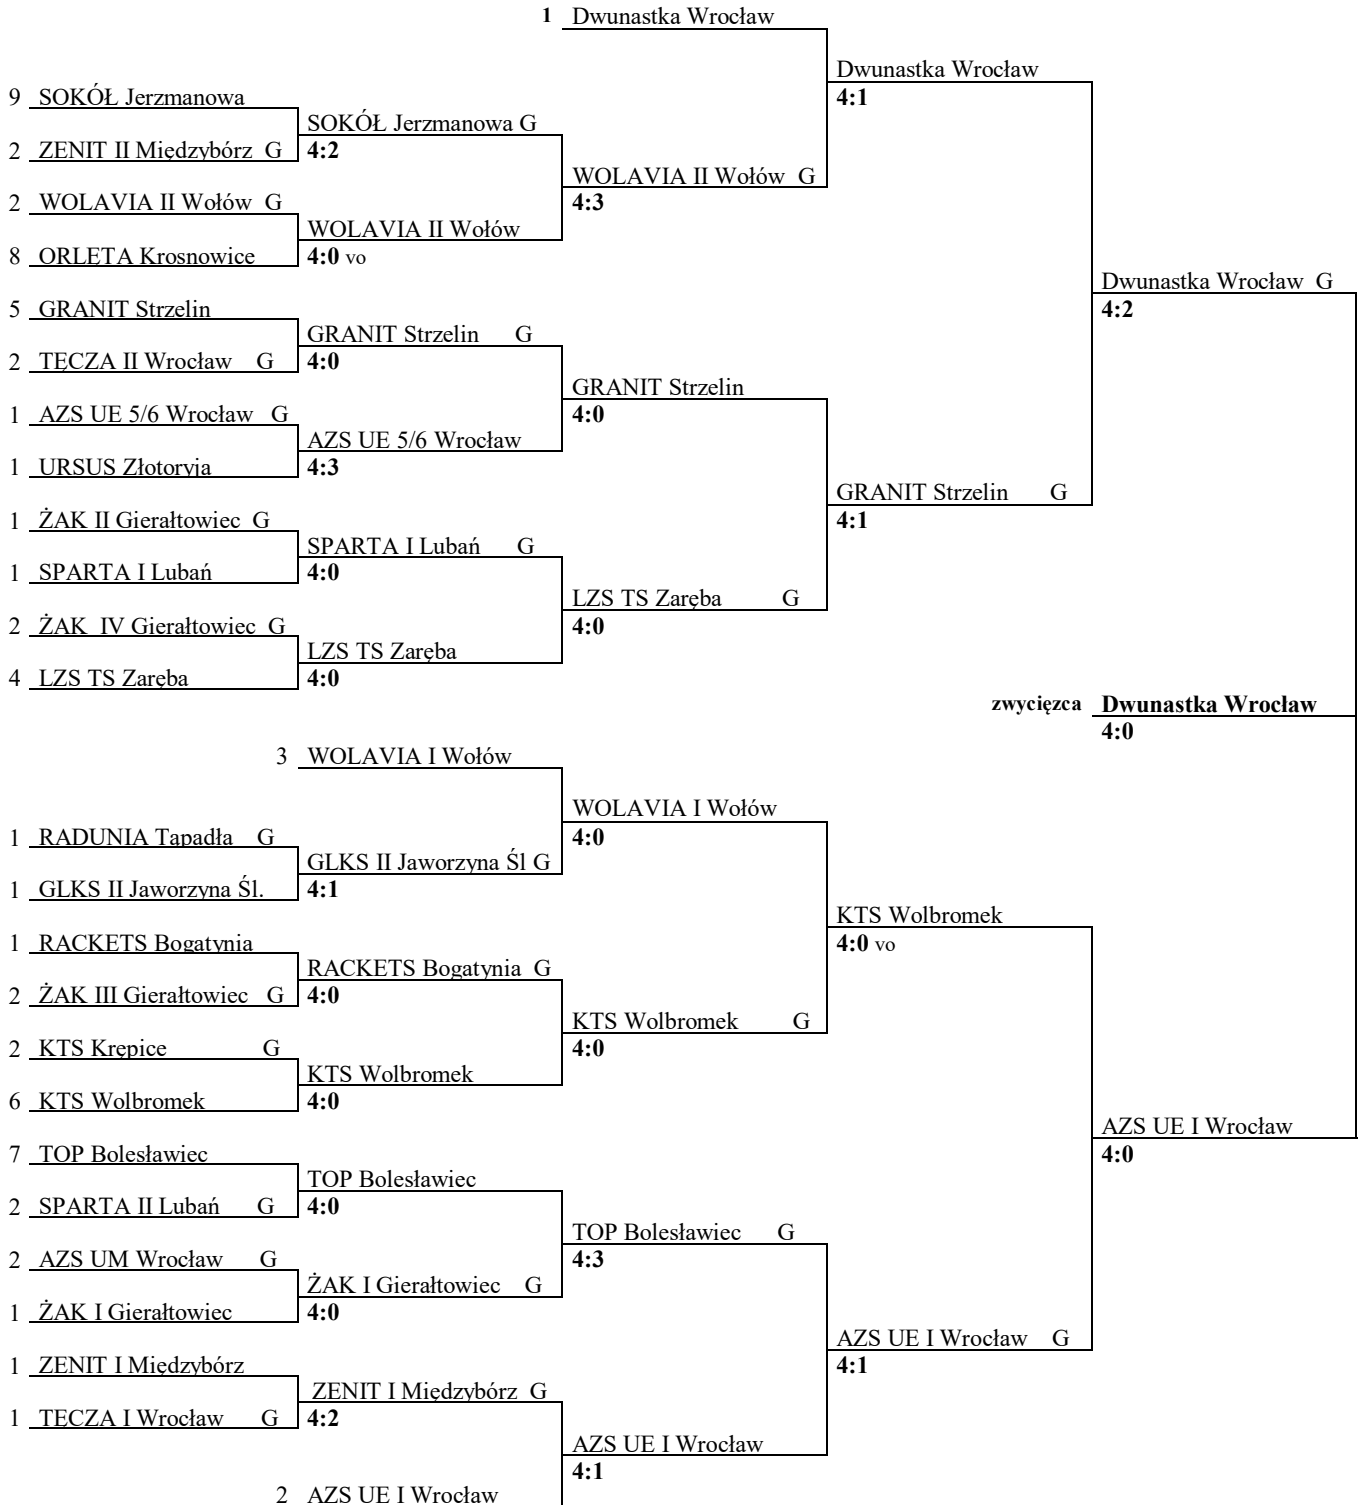 1 Dwunastka Wrocław
Dwunastka Wrocław
4:1
9 SOKÓŁ Jerzmanowa
SOKÓŁ Jerzmanowa G
4:2
2 ZENIT II Międzybórz G
WOLAVIA II Wołów G
4:3
2 WOLAVIA II Wołów G
WOLAVIA II Wołów
4:0 vo
8 ORLĘTA Krosnowice
Dwunastka Wrocław G
4:2
5 GRANIT Strzelin
GRANIT Strzelin G
4:0
2 TĘCZA II Wrocław G
GRANIT Strzelin
4:0
1 AZS UE 5/6 Wrocław G
AZS UE 5/6 Wrocław
4:3
1 URSUS Złotoryja
GRANIT Strzelin G
4:1
1 ŻAK II Gierałtowiec G
SPARTA I Lubań G
4:0
1 SPARTA I Lubań
LZS TS Zaręba G
4:0
2 ŻAK IV Gierałtowiec G
LZS TS Zaręba
4:0
4 LZS TS Zaręba
zwycięzca Dwunastka Wrocław
4:0
3 WOLAVIA I Wołów
WOLAVIA I Wołów
4:0
1 RADUNIA Tąpadła G
GLKS II Jaworzyna Śl G
4:1
1 GLKS II Jaworzyna Śl.
KTS Wolbromek
4:0 vo
1 RACKETS Bogatynia
RACKETS Bogatynia G
4:0
2 ŻAK III Gierałtowiec G
KTS Wolbromek G
4:0
2 KTS Krępice G
KTS Wolbromek
4:0
6 KTS Wolbromek
AZS UE I Wrocław
4:0
7 TOP Bolesławiec
TOP Bolesławiec
4:0
2 SPARTA II Lubań G
TOP Bolesławiec G
4:3
2 AZS UM Wrocław G
ŻAK I Gierałtowiec G
4:0
1 ŻAK I Gierałtowiec
AZS UE I Wrocław G
4:1
1 ZENIT I Międzybórz
ZENIT I Międzybórz G
4:2
1 TĘCZA I Wrocław G
AZS UE I Wrocław
4:1
2 AZS UE I Wrocław